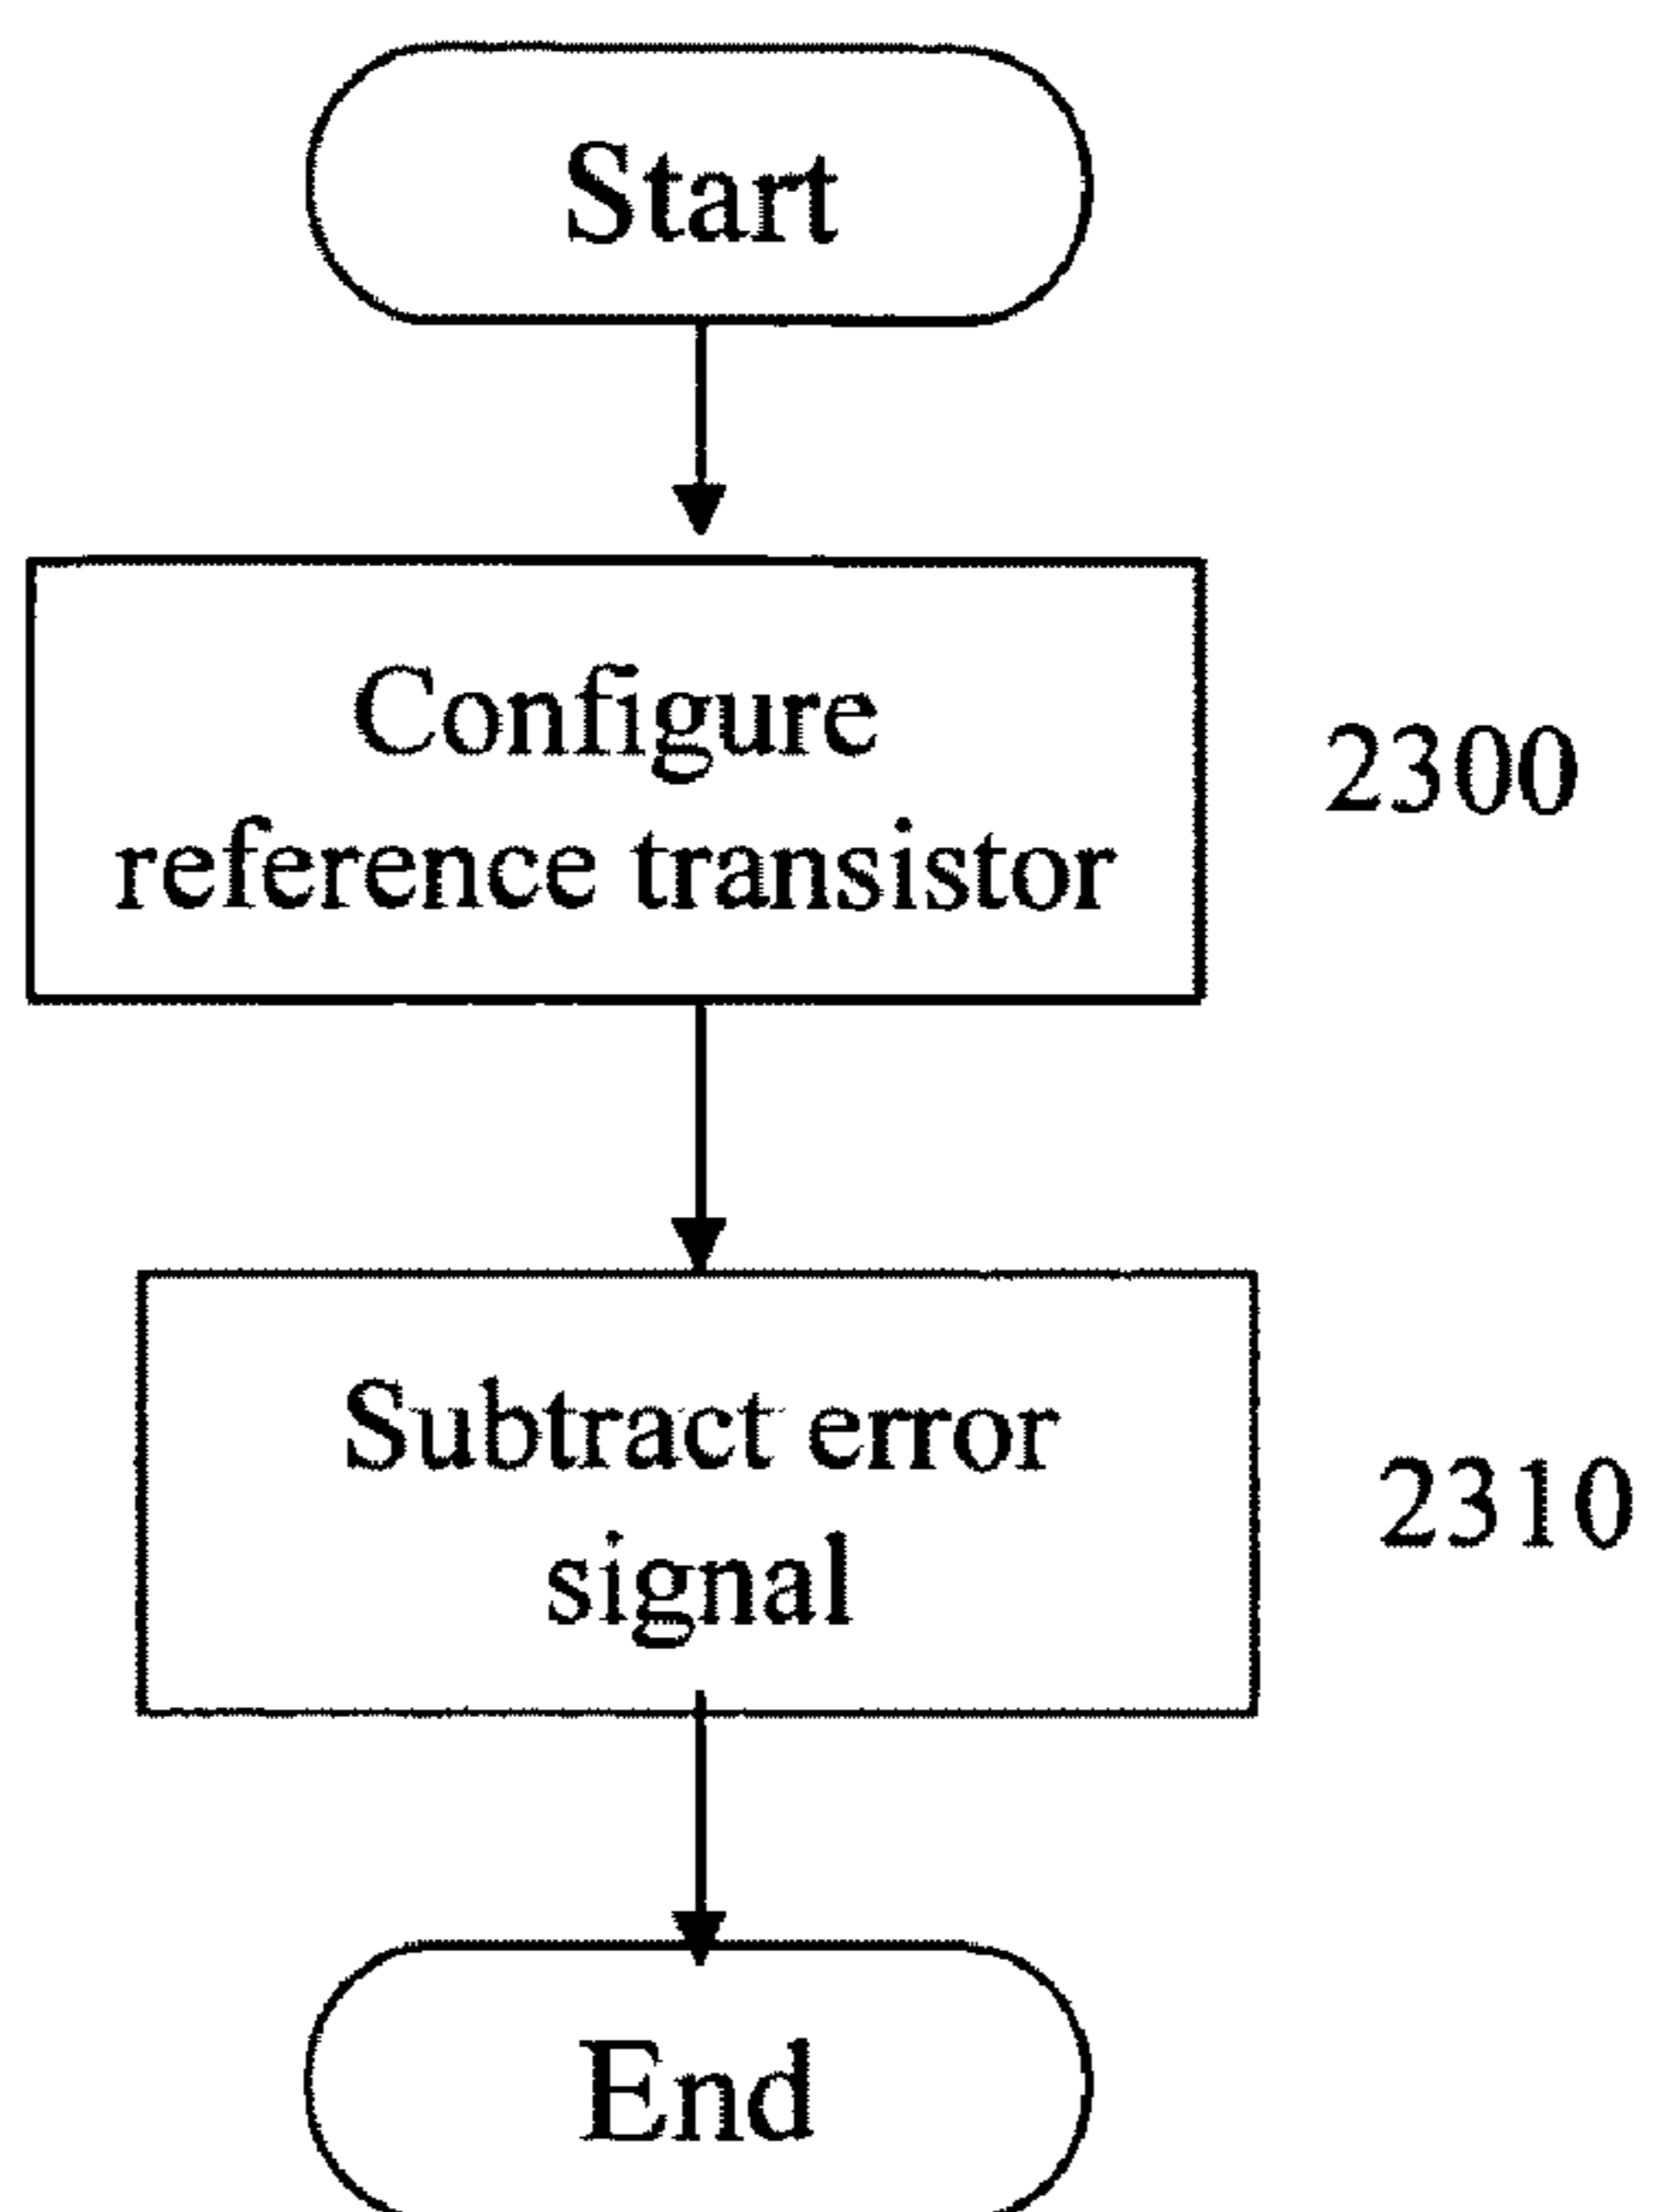 Start
Configure
reference transistor
2300
Subtract error
signal
2310
End